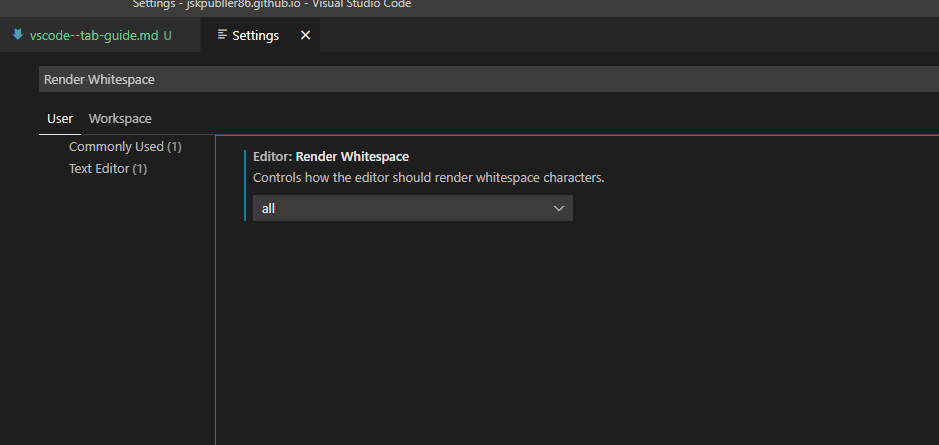 Settings - jskpubller86.github.io - Visual Studio Code
vscode--tab-guide.md U
Settings
Render Whitespace
User Workspace
Commonly Used (1)
Text Editor (1)
Editor: Render Whitespace
Controls how the editor should render whitespace characters.
all